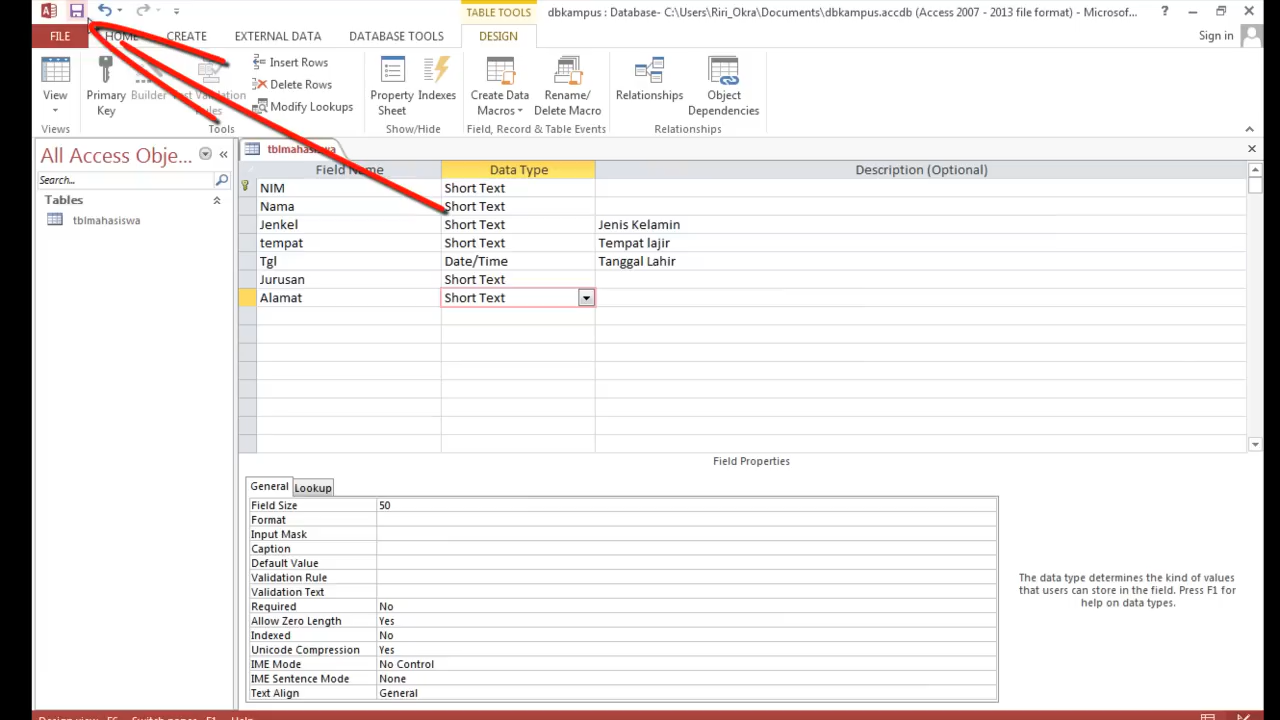 TABLE TOOLS
dbkampus : Database- C:\Users\Riri_Okra\Documents\dbkampus.accdb (Access 2007 - 2013 file format) - Microsof...
FILE HOME CREATE EXTERNAL DATA DATABASE TOOLS DESIGN Sign in
View
Primary Key
Builder
Test Validation Rules
Insert Rows
Delete Rows
Modify Lookups
Property Sheet
Indexes
Create Data Macros
Rename/ Delete Macro
Relationships
Object Dependencies
Views Tools Show/Hide Field, Record & Table Events Relationships
All Access Obje...
Search...
Tables
tblmahasiswa
tblmahasiswa
Field Name Data Type Description (Optional)
NIM Short Text
Nama Short Text
Jenkel Short Text Jenis Kelamin
tempat Short Text Tempat lajir
Tgl Date/Time Tanggal Lahir
Jurusan Short Text
Alamat Short Text
Field Properties
General Lookup
Field Size 50
Format
Input Mask
Caption
Default Value
Validation Rule
Validation Text
Required No
Allow Zero Length Yes
Indexed No
Unicode Compression Yes
IME Mode No Control
IME Sentence Mode None
Text Align General
The data type determines the kind of values
that users can store in the field. Press F1 for
help on data types.